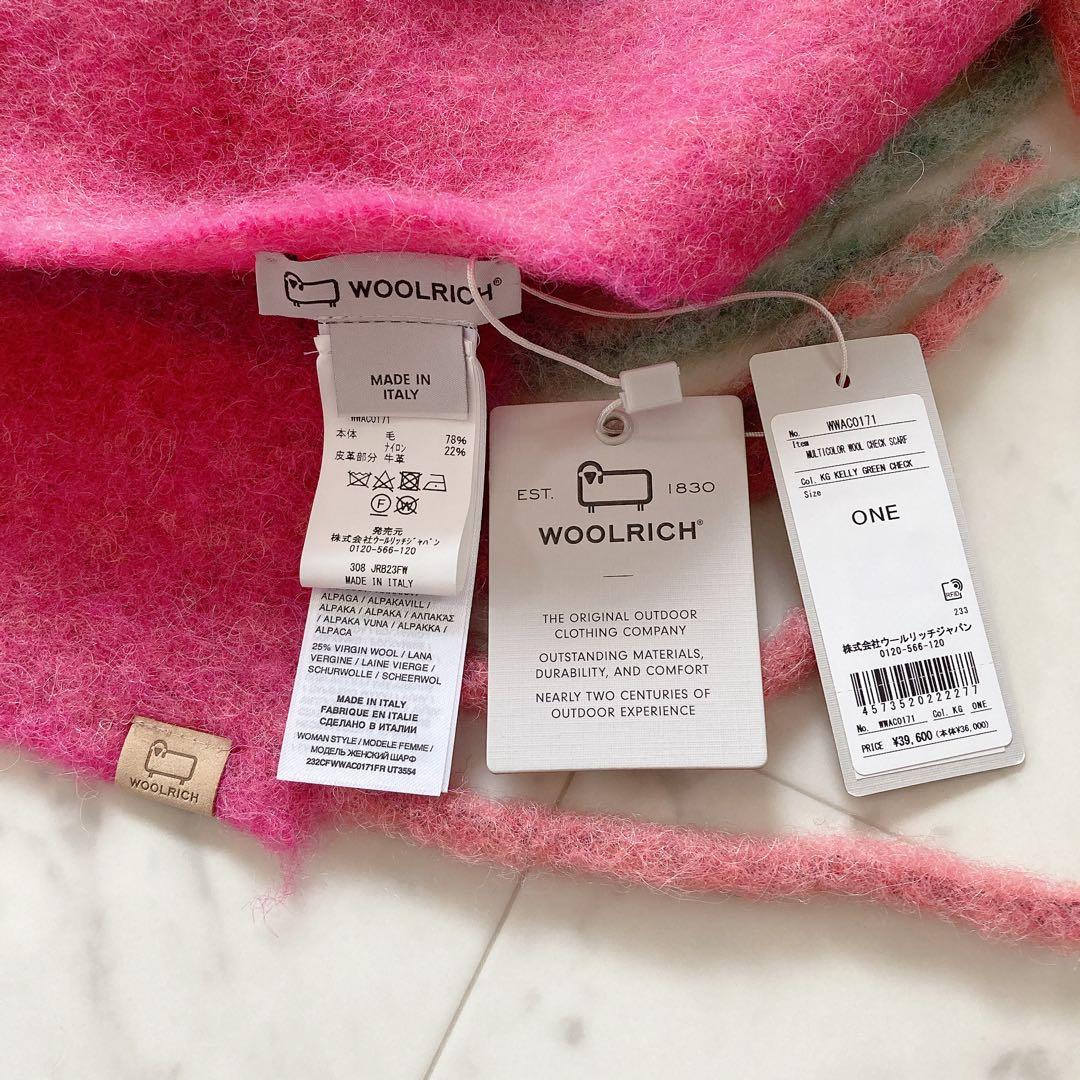 WOOLRICH®
MADE IN
ITALY
WWAC0171
本体 毛 78%
ナイロン 22%
皮革部分 牛革
F
W
発売元
株式会社ウールリッチジャパン
0120-566-120
308 JRB23FW
MADE IN ITALY
ALPAGA / ALPAKAVILL /
ALPAKA / ALPAKA / ΑΛΠΑΚΆΣ
/ ALPAKA VUNA / ALPAKKA /
ALPACA
25% VIRGIN WOOL / LANA
VERGINE / LAINE VIERGE /
SCHURWOLLE / SCHEERWOL
MADE IN ITALY
FABRIQUE EN ITALIE
СДЕЛАНО В ИТАЛИИ
WOMAN STYLE / MODELE FEMME /
МОДЕЛЬ ЖЕНСКИЙ ШАРФ
232CFWWAC0171FR UT3554
WOOLRICH
EST. 1830
WOOLRICH®
THE ORIGINAL OUTDOOR
CLOTHING COMPANY
OUTSTANDING MATERIALS,
DURABILITY, AND COMFORT
NEARLY TWO CENTURIES OF
OUTDOOR EXPERIENCE
No. WWAC0171
Item
MULTICOLOR WOOL CHECK SCARF
Col. KG KELLY GREEN CHECK
Size
ONE
RFID
233
株式会社ウールリッチジャパン
0120-566-120
4573520222277
No. WWAC0171 Col. KG ONE
PRICE ¥39,600 (本体¥36,000)